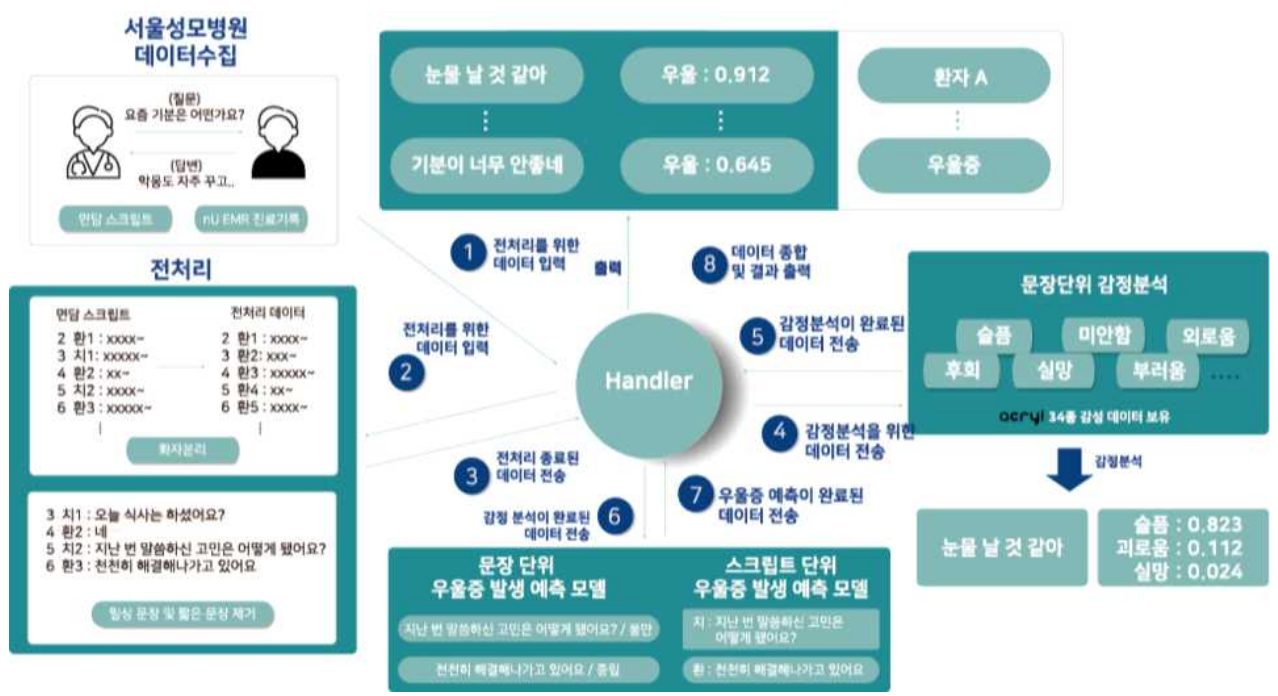 서울성모병원
데이터수집
(질문)
요즘 기분은 어떤가요?
(답변)
악몽도 자주 꾸고..
면담 스크립트
nU EMR 진료기록
눈물 날 것 같아
우울 : 0.912
환자 A
기분이 너무 안좋네
우울 : 0.645
우울증
1 전처리를 위한
데이터 입력
출력
8 데이터 종합
및 결과 출력
전처리
면담 스크립트
전처리 데이터
2 환1 : xxxx~
3 치1: xxxxx~
4 환2 : xx~
5 치2 : xxxx~
6 환3 : xxxxx~
2 환1 : xxxx~
3 환2: xxx~
4 환3 : xxxxx~
5 환4 : xx~
6 환5 : xxxx~
화자분리
3 치1 : 오늘 식사는 하셨어요?
4 환2 : 네
5 치2 : 지난 번 말씀하신 고민은 어떻게 됐어요?
6 환3 : 천천히 해결해나가고 있어요
일상 문장 및 짧은 문장 제거
전처리를 위한
데이터 입력
2
Handler
3 전처리 종료된
데이터 전송
감정 분석이 완료된
데이터 전송
6
5 감정분석이 완료된
데이터 전송
4 감정분석을 위한
데이터 전송
7 우울증 예측이 완료된
데이터 전송
문장단위 감정분석
슬픔
미안함
외로움
후회
실망
부러움
....
acryl 34종 감성 데이터 보유
감정분석
눈물 날 것 같아
슬픔 : 0.823
괴로움 : 0.112
실망 : 0.024
문장 단위
우울증 발생 예측 모델
지난 번 말씀하신 고민은 어떻게 됐어요? / 불안
천천히 해결해나가고 있어요 / 중립
스크립트 단위
우울증 발생 예측 모델
치 : 지난 번 말씀하신 고민은
어떻게 됐어요?
환 : 천천히 해결해나가고 있어요